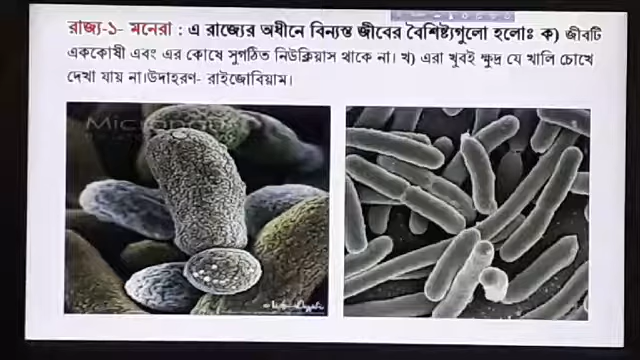 রাজ্য-১- মনেরা : এ রাজ্যের অধীনে বিন্যস্ত জীবের বৈশিষ্ট্যগুলো হলোঃ ক) জীবটি
এককোষী এবং এর কোষে সুগঠিত নিউক্লিয়াস থাকে না। খ) এরা খুবই ক্ষুদ্র যে খালি চোখে
দেখা যায় না।উদাহরণ- রাইজোবিয়াম।